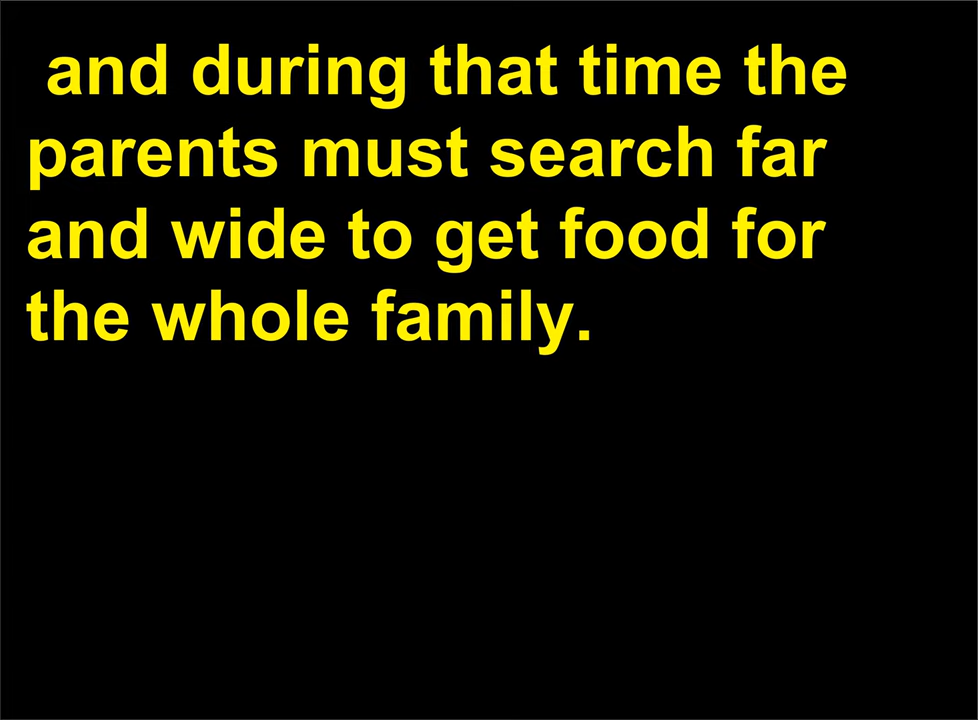 and during that time the
parents must search far
and wide to get food for
the whole family.